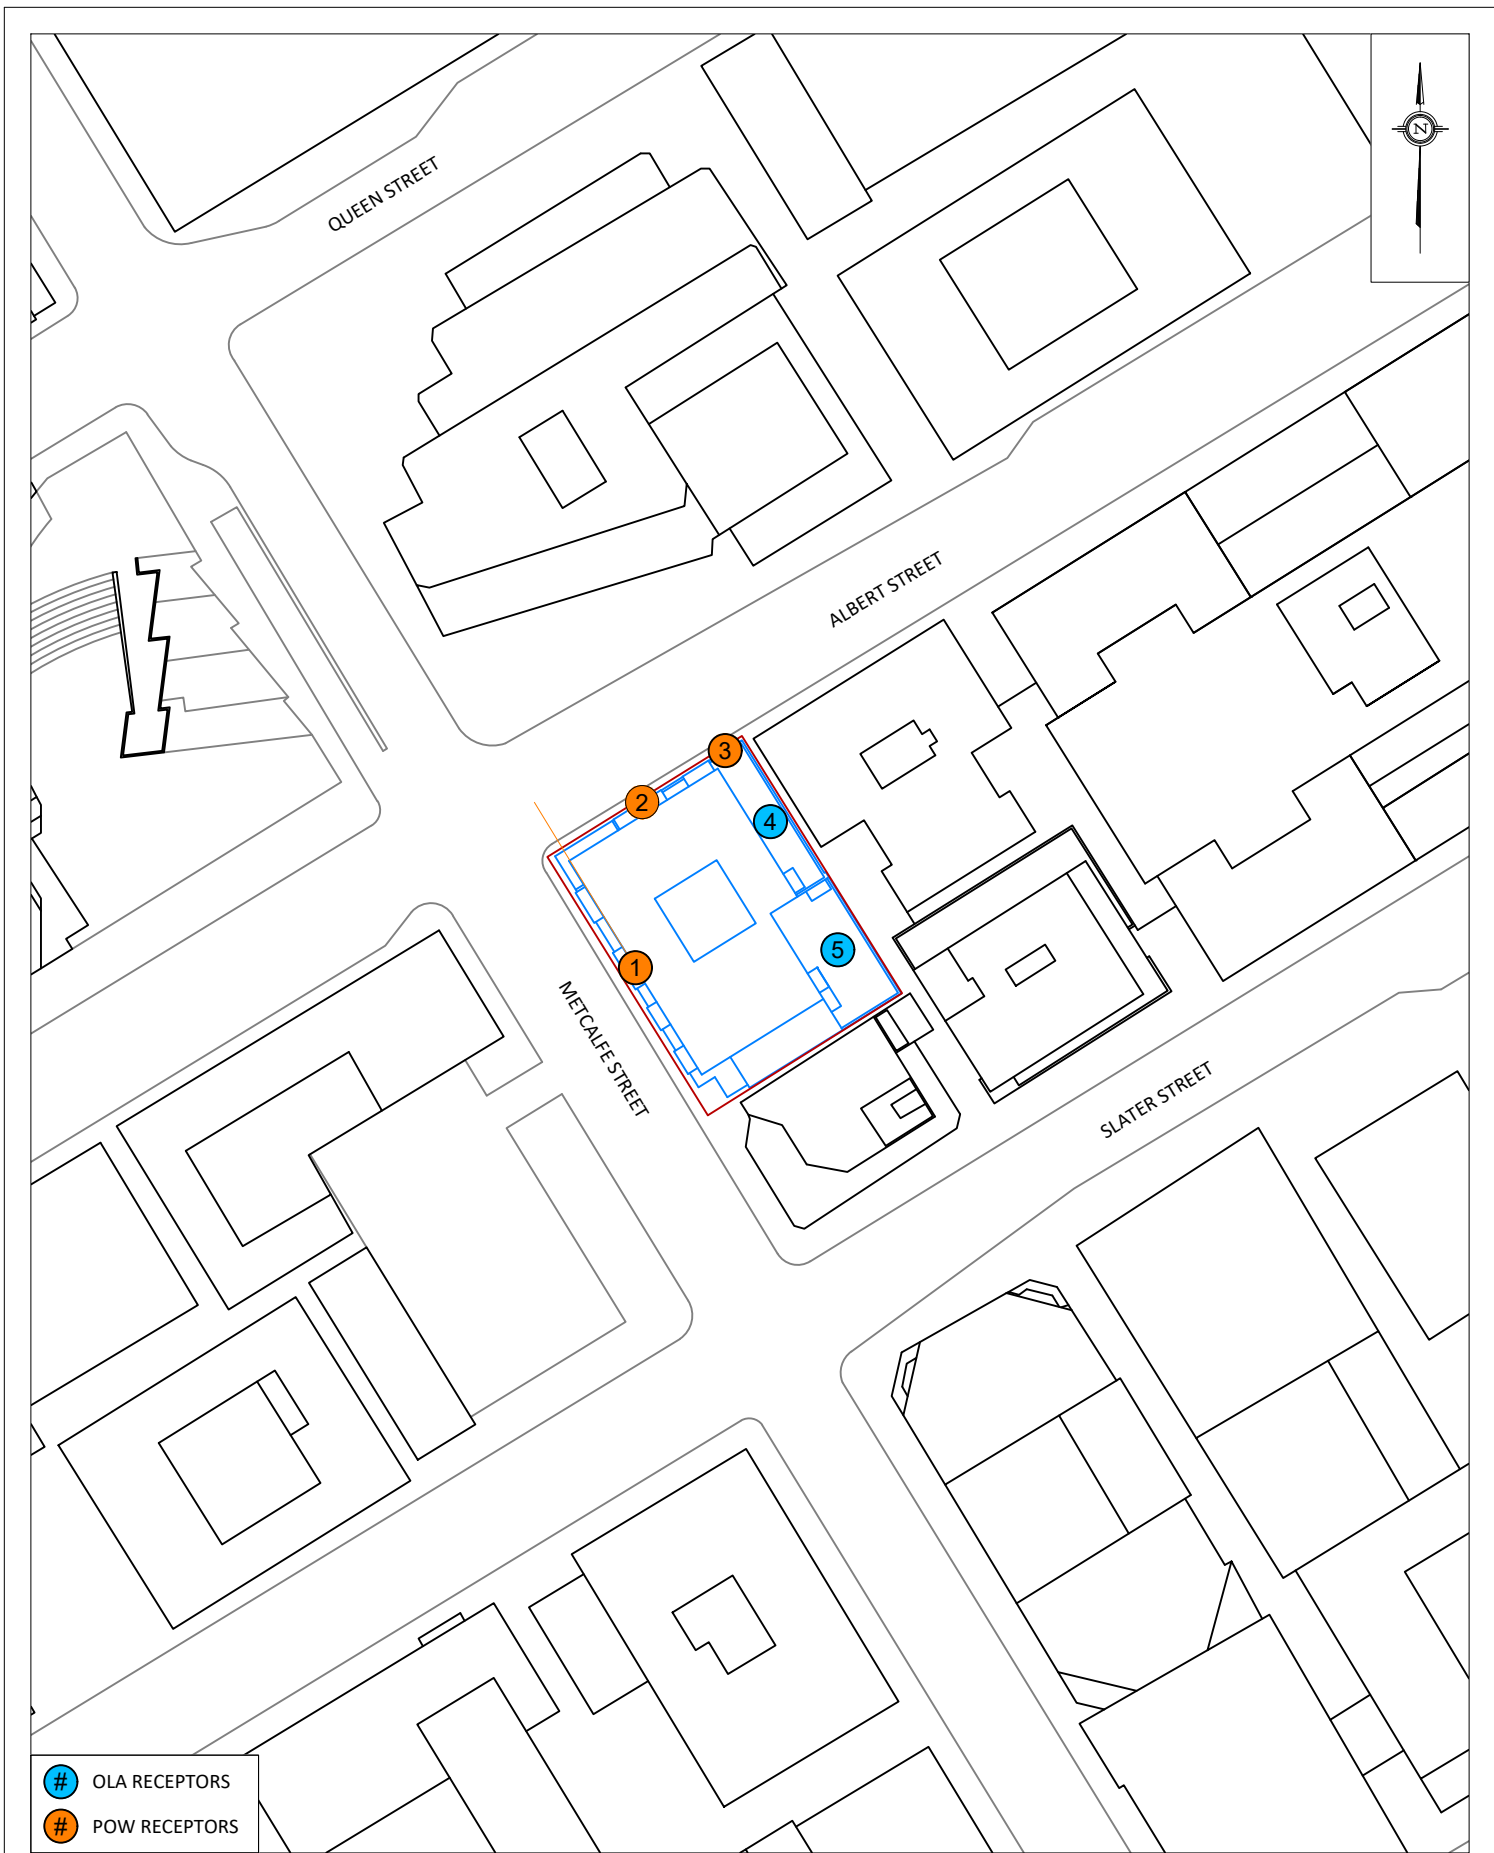 N
QUEEN STREET
ALBERT STREET
3
2
4
5
1
METCALFE STREET
SLATER STREET
# OLA RECEPTORS
# POW RECEPTORS